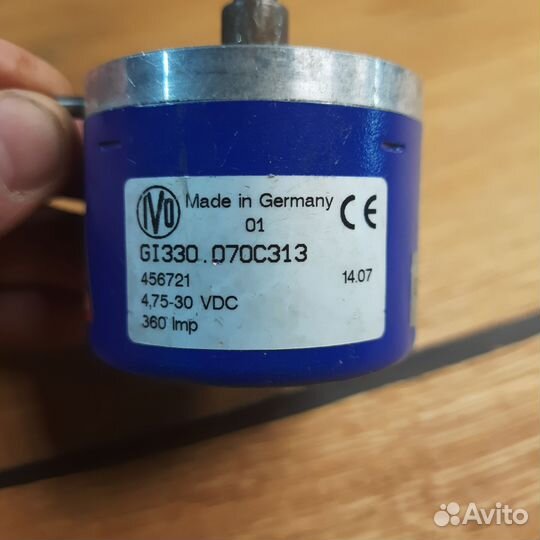 IVO Made in Germany CE
01
GI330.070C313
456721 14.07
4,75-30 VDC
360 Imp
Avito